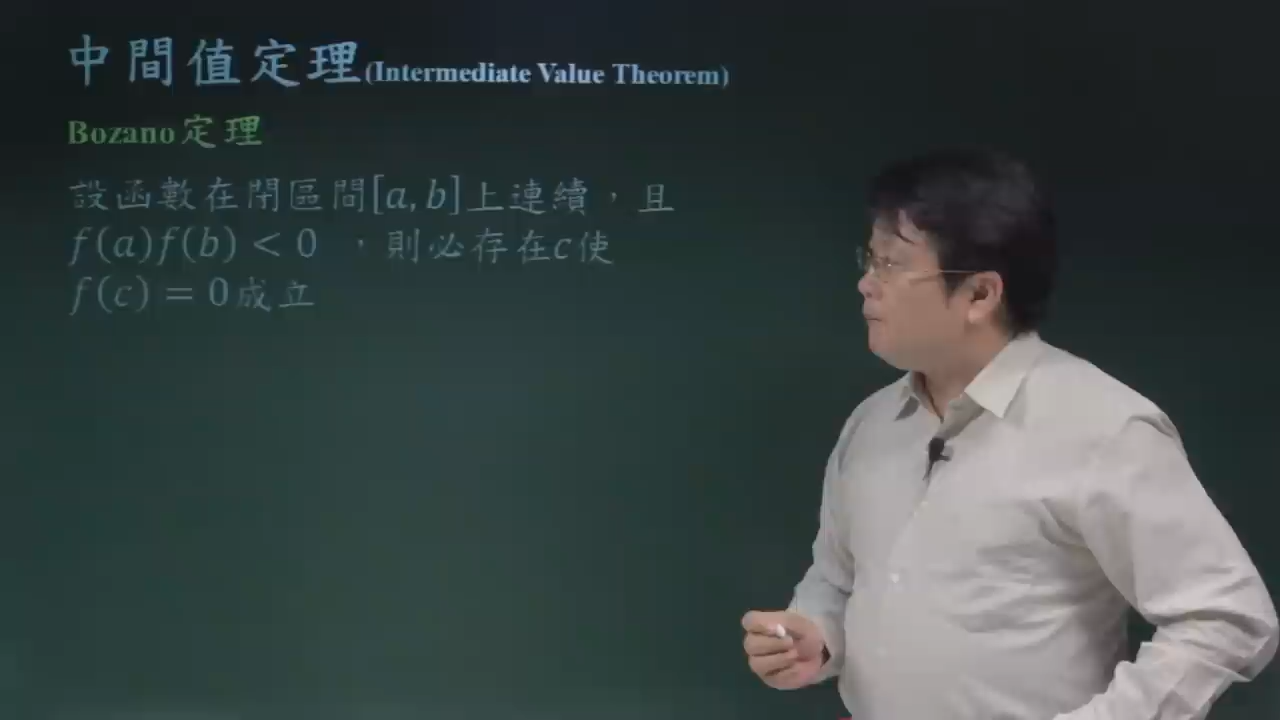 中間值定理(Intermediate Value Theorem)
Bozano定理
設函數在閉區間[a,b]上連續，且
f(a)f(b) < 0 ，則必存在c使
f(c) = 0成立